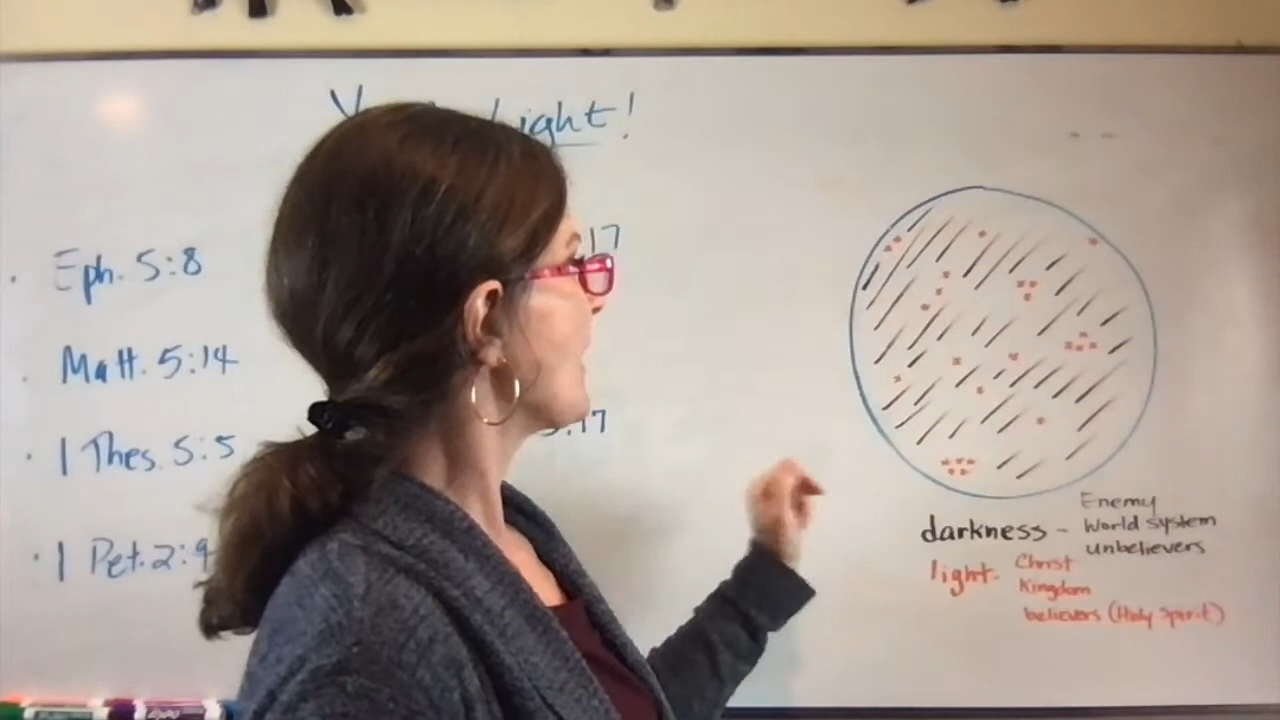 Light!
Eph. 5:8
17
Matt. 5:14
1 Thes. 5:5
:17
1 Pet. 2:9
darkness - Enemy
World system
unbelievers
light - Christ
Kingdom
believers (Holy Spirit)
EXPO